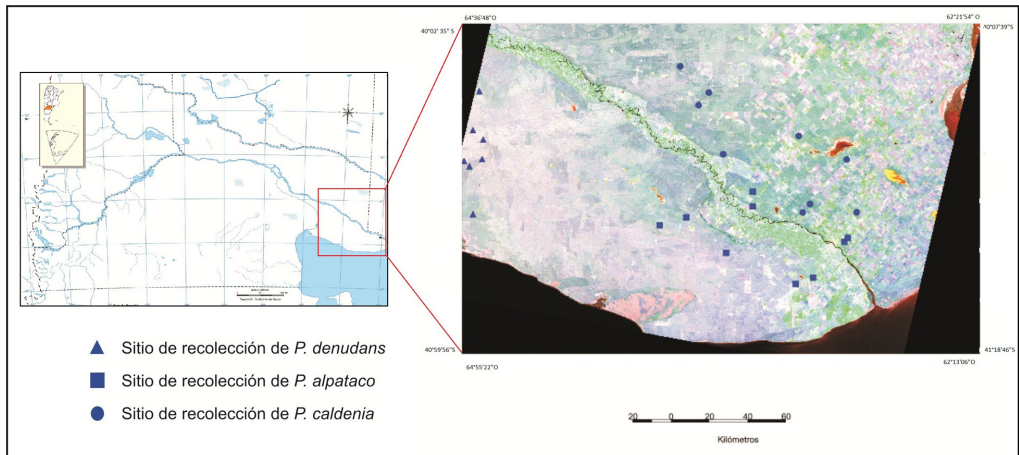 64°36'48"O
62°21'54"O
40°02'35"S
40°07'39"S
40°59'56"S
41°18'46"S
64°55'22"O
62°13'06"O
Sitio de recolección de P. denudans
Sitio de recolección de P. alpataco
Sitio de recolección de P. caldenia
20 0 20 40 60
Kilómetros